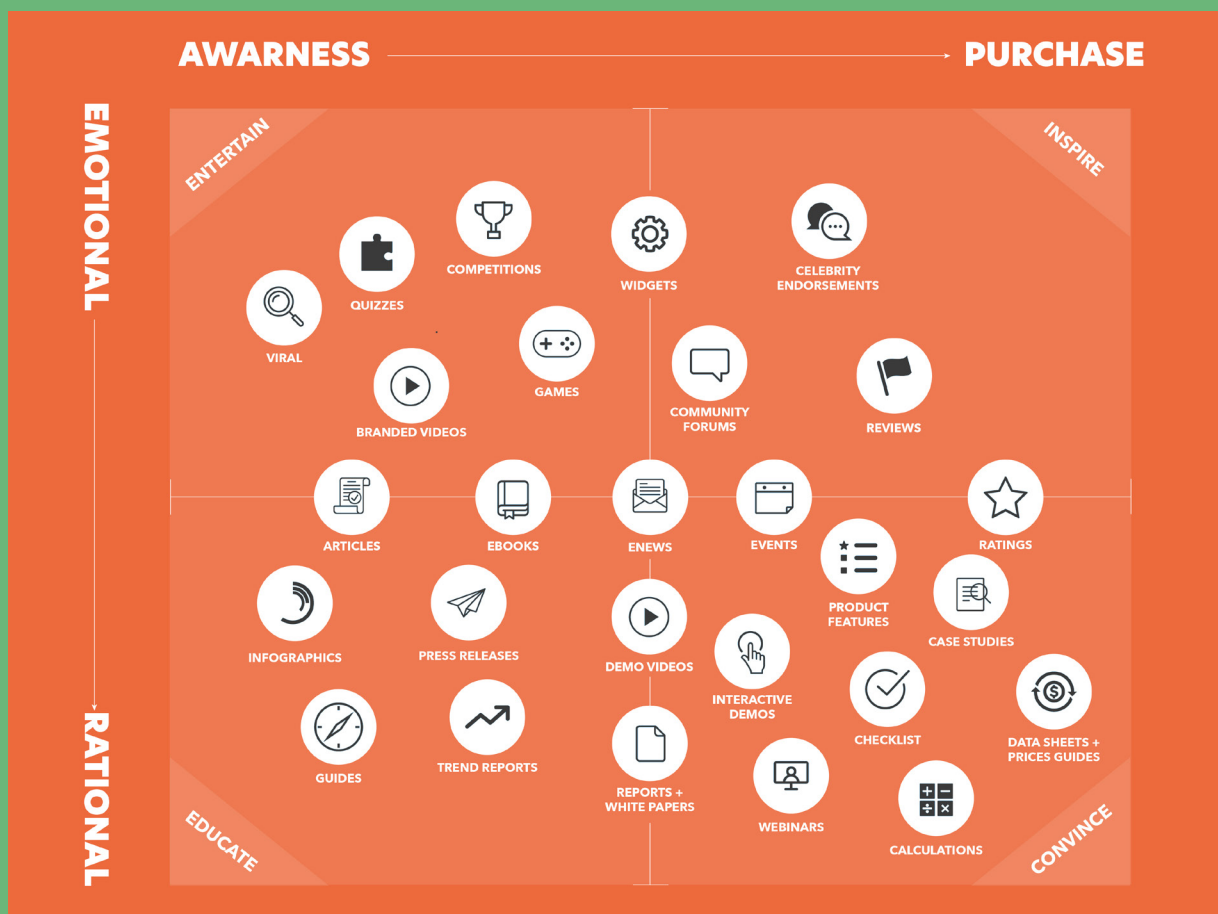 AWARNESS
PURCHASE
EMOTIONAL
RATIONAL
ENTERTAIN
INSPIRE
COMPETITIONS
WIDGETS
CELEBRITY
ENDORSEMENTS
QUIZZES
VIRAL
GAMES
BRANDED VIDEOS
COMMUNITY
FORUMS
REVIEWS
ARTICLES
EBOOKS
ENEWS
EVENTS
RATINGS
PRODUCT
FEATURES
CASE STUDIES
INFOGRAPHICS
PRESS RELEASES
DEMO VIDEOS
INTERACTIVE
DEMOS
CHECKLIST
DATA SHEETS +
PRICES GUIDES
GUIDES
TREND REPORTS
REPORTS +
WHITE PAPERS
WEBINARS
CALCULATIONS
EDUCATE
CONVINCE